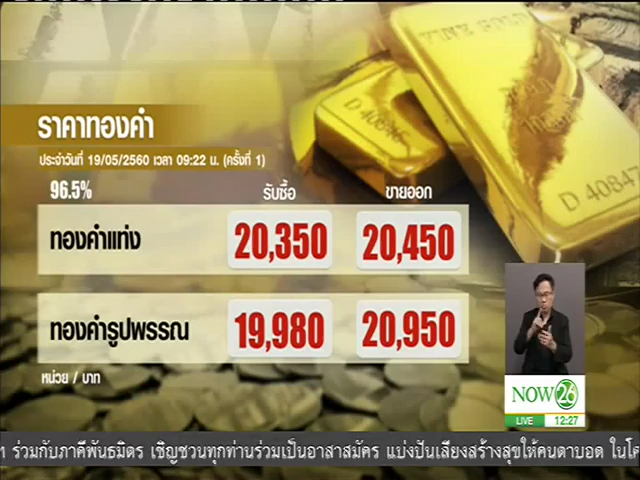 FINE GOLD
D 40847
ราคาทองคำ
ประจำวันที่ 19/05/2560 เวลา 09:22 น. (ครั้งที่ 1)
96.5% รับซื้อ ขายออก
ทองคำแท่ง 20,350 20,450
ทองคำรูปพรรณ 19,980 20,950
หน่วย / บาท
NOW26
LIVE 12:27
ร่วมกับภาคีพันธมิตร เชิญชวนทุกท่านร่วมเป็นอาสาสมัคร แบ่งปันเสียงสร้างสุขให้คนตาบอด